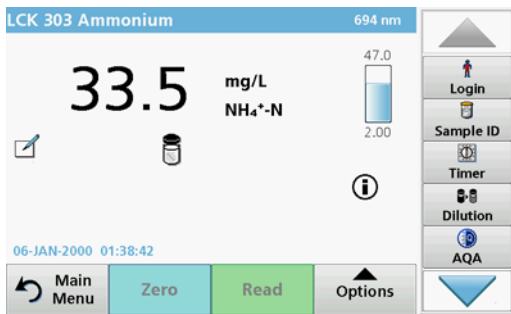 LCK 303 Ammonium 694 nm
47.0
33.5 mg/L
NH₄⁺-N
2.00
06-JAN-2000 01:38:42
Main
Menu
Zero
Read
Options
Login
Sample ID
Timer
Dilution
AQA